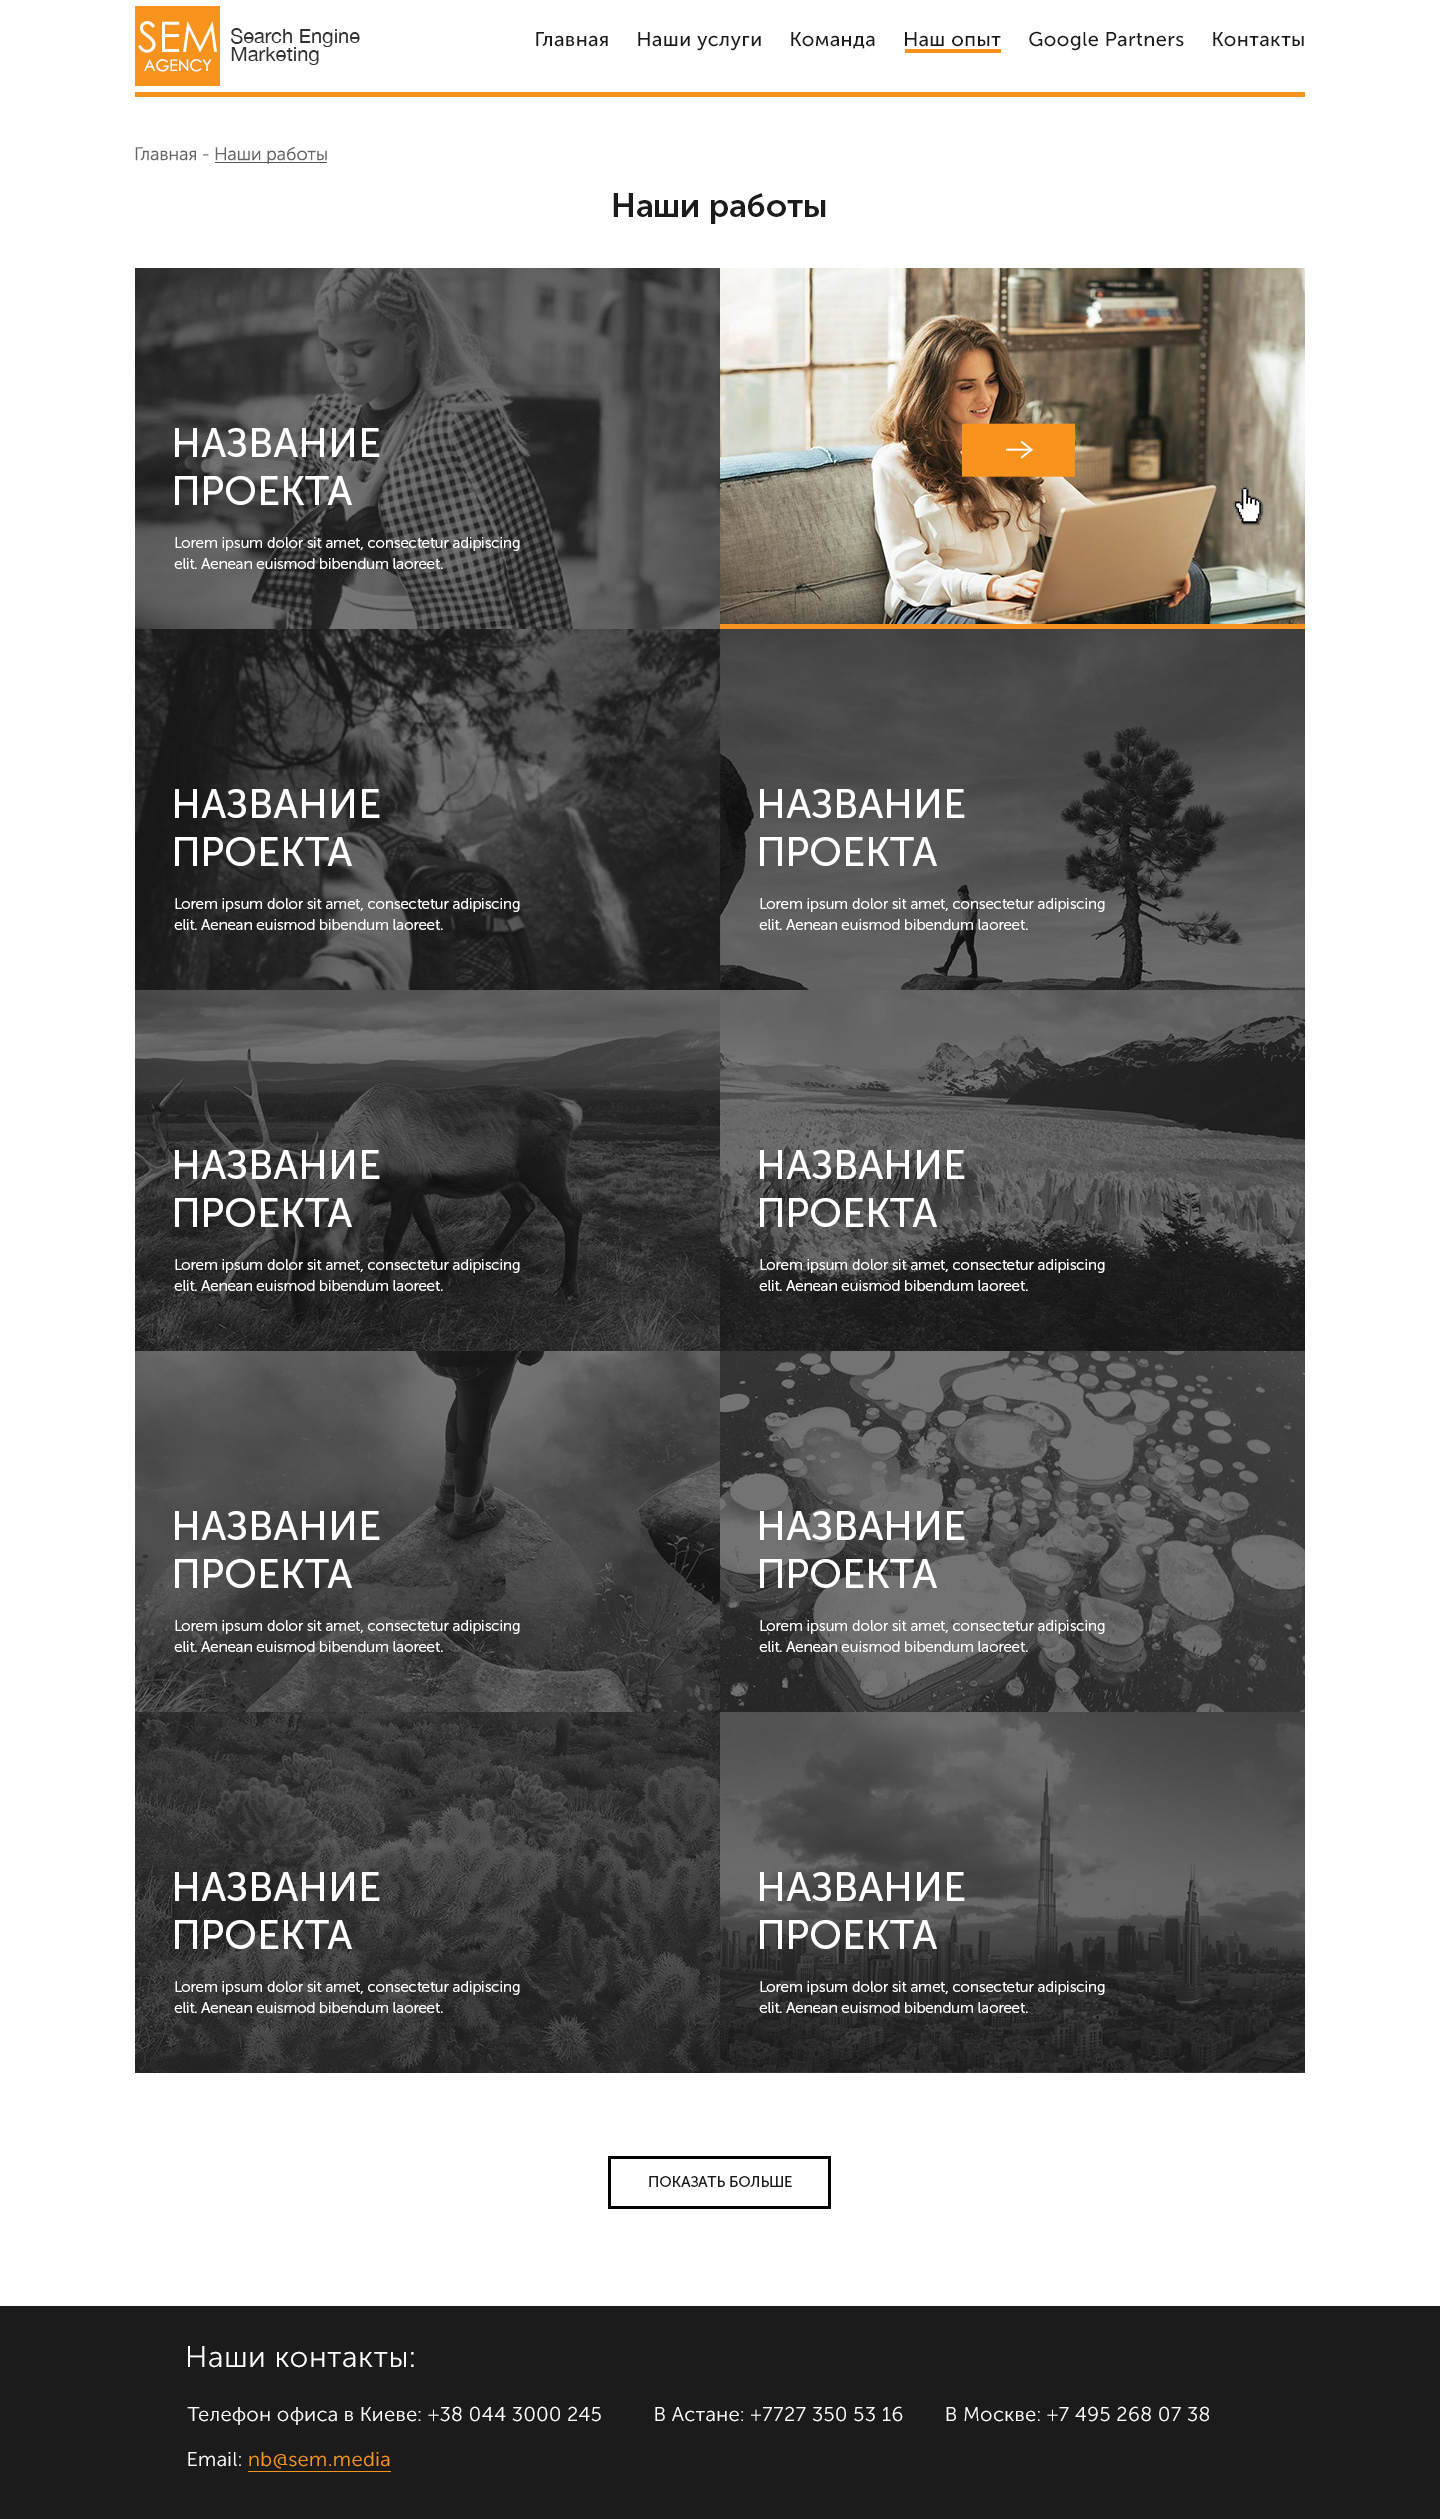 SEM
AGENCY
Search Engine
Marketing
Главная Наши услуги Команда Наш опыт Google Partners Контакты
Главная - Наши работы
Наши работы
НАЗВАНИЕ
ПРОЕКТА
Lorem ipsum dolor sit amet, consectetur adipiscing
elit. Aenean euismod bibendum laoreet.
НАЗВАНИЕ
ПРОЕКТА
Lorem ipsum dolor sit amet, consectetur adipiscing
elit. Aenean euismod bibendum laoreet.
НАЗВАНИЕ
ПРОЕКТА
Lorem ipsum dolor sit amet, consectetur adipiscing
elit. Aenean euismod bibendum laoreet.
НАЗВАНИЕ
ПРОЕКТА
Lorem ipsum dolor sit amet, consectetur adipiscing
elit. Aenean euismod bibendum laoreet.
НАЗВАНИЕ
ПРОЕКТА
Lorem ipsum dolor sit amet, consectetur adipiscing
elit. Aenean euismod bibendum laoreet.
НАЗВАНИЕ
ПРОЕКТА
Lorem ipsum dolor sit amet, consectetur adipiscing
elit. Aenean euismod bibendum laoreet.
НАЗВАНИЕ
ПРОЕКТА
Lorem ipsum dolor sit amet, consectetur adipiscing
elit. Aenean euismod bibendum laoreet.
НАЗВАНИЕ
ПРОЕКТА
Lorem ipsum dolor sit amet, consectetur adipiscing
elit. Aenean euismod bibendum laoreet.
НАЗВАНИЕ
ПРОЕКТА
Lorem ipsum dolor sit amet, consectetur adipiscing
elit. Aenean euismod bibendum laoreet.
ПОКАЗАТЬ БОЛЬШЕ
Наши контакты:
Телефон офиса в Киеве: +38 044 3000 245 В Астане: +7727 350 53 16 В Москве: +7 495 268 07 38
Email: nb@sem.media